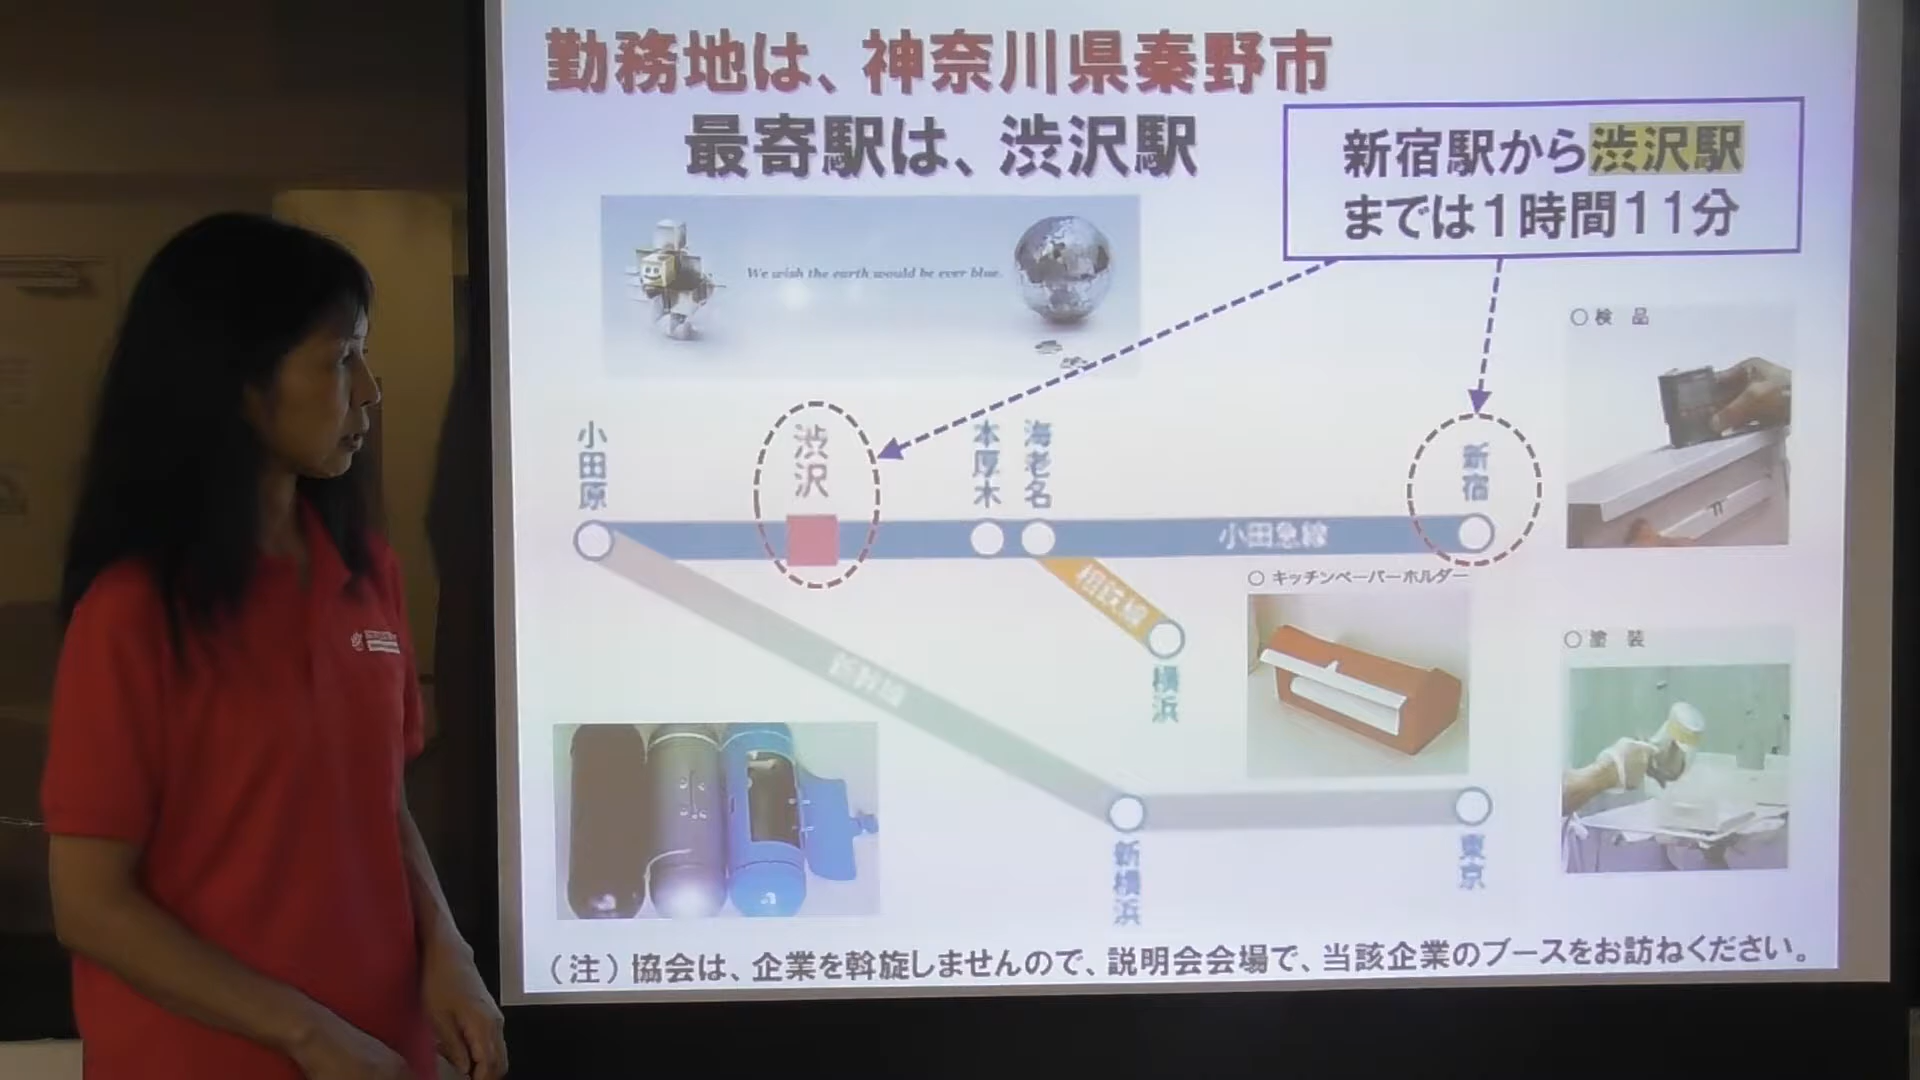 勤務地は、神奈川県秦野市
最寄駅は、渋沢駅
新宿駅から渋沢駅
までは1時間11分
We wish the earth would be ever blue.
○検 品
小田原
渋沢
本厚木
海老名
新宿
小田急線
相鉄線
横浜
○キッチンペーパーホルダー
○塗 装
新幹線
新横浜
東京
(注)協会は、企業を斡旋しませんので、説明会会場で、当該企業のブースをお訪ねください。